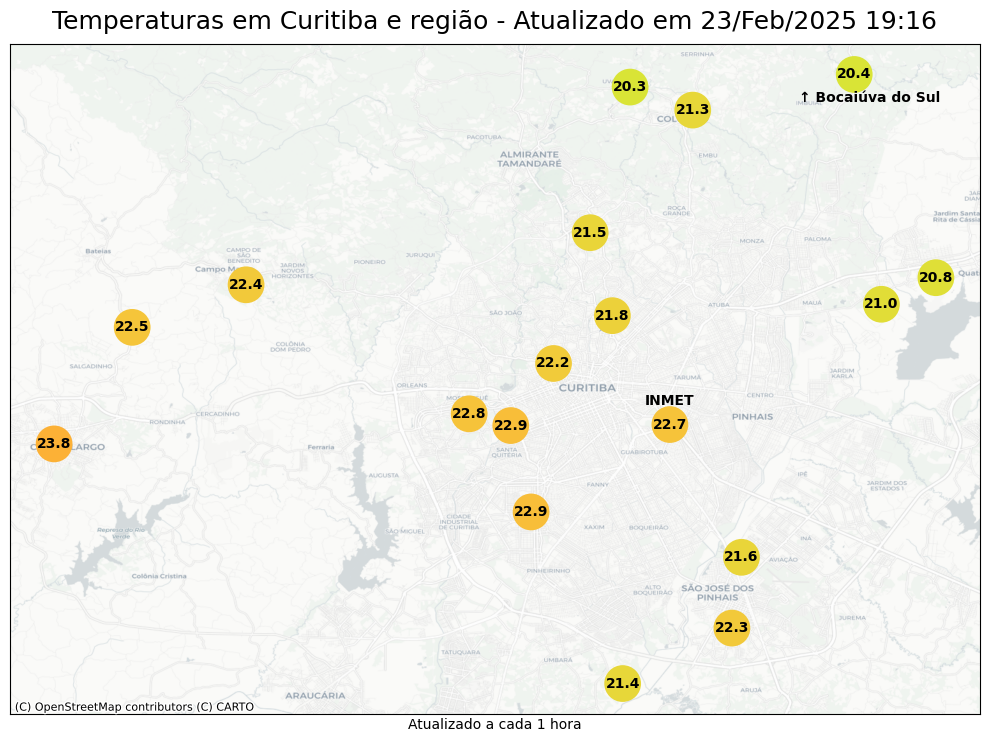 Temperaturas em Curitiba e região - Atualizado em 23/Feb/2025 19:16
SERRINHA
20.4
20.3
↑ Bocaiúva do Sul
21.3
PACOTUBA
ALMIRANTE
TAMANDARÉ
EMBU
ROÇA
GRANDE
Jardim Santa
Rita de Cássia
21.5
MONZA
PALOMA
Bateias
CAMPO DE
SÃO
BENEDITO
JURUQUI
PIONEIRO
JARDIM
NOVOS
HORIZONTES
20.8
22.4
21.0
ATUBA
MAUÁ
SÃO JOÃO
21.8
22.5
COLÔNIA
DOM PEDRO
22.2
SALGADINHO
JARDIM
KARLA
TARUMÃ
ORLEANS
CURITIBA
CENTRO
INMET
22.8
CERCADINHO
RONDINHA
PINHAIS
22.9
22.7
23.8
Ferraria
SANTA
QUITÉRIA
GUABIROTUBA
AUGUSTA
IPÊ
FANNY
JARDIM DOS
ESTADOS I
22.9
CIDADE
INDUSTRIAL
DE CURITIBA
SÃO MIGUEL
XAXIM
BOQUEIRÃO
Represa do Rio
Verde
INÁ
21.6
AVIAÇÃO
PINHEIRINHO
Colônia Cristina
ALTO
BOQUEIRÃO
SÃO JOSÉ DOS
PINHAIS
JUREMA
22.3
TATUQUARA
UMBARÁ
21.4
ARUJÁ
ARAUCÁRIA
(C) OpenStreetMap contributors (C) CARTO
Atualizado a cada 1 hora